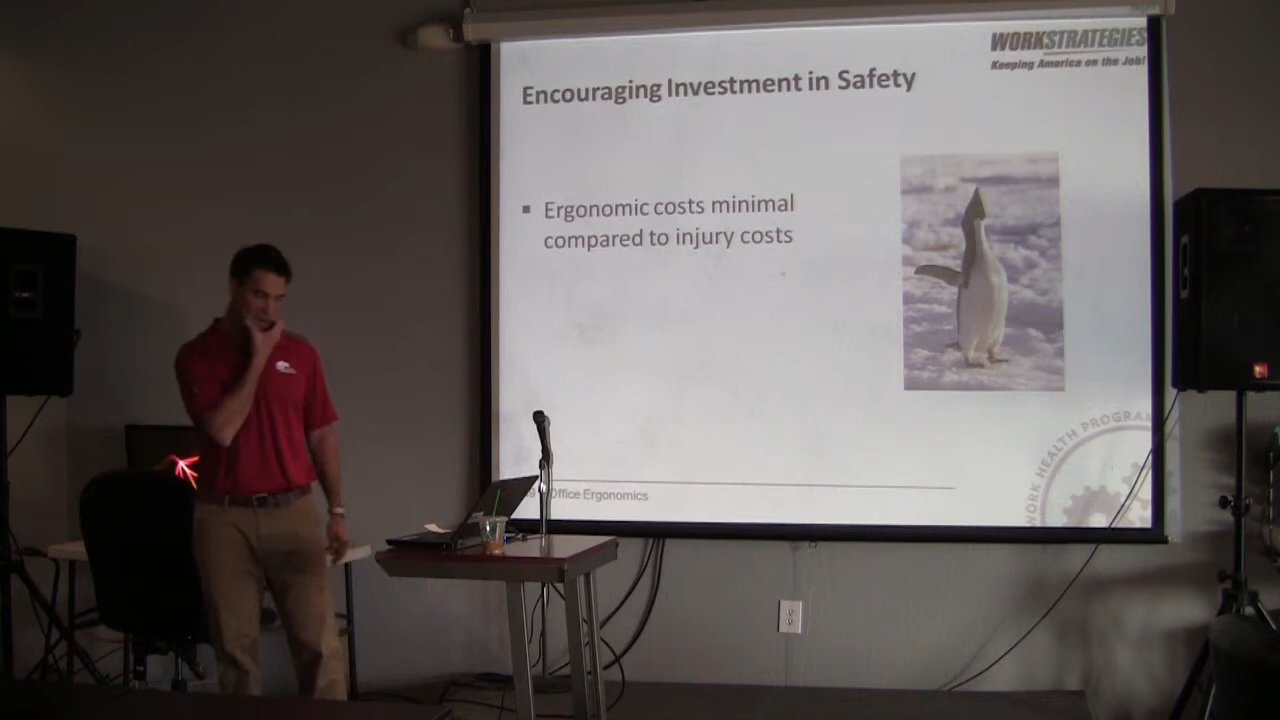 WORKSTRATEGIES
Keeping America on the Job!
Encouraging Investment in Safety
▪ Ergonomic costs minimal
compared to injury costs
Office Ergonomics
WORK HEALTH PROGRAM